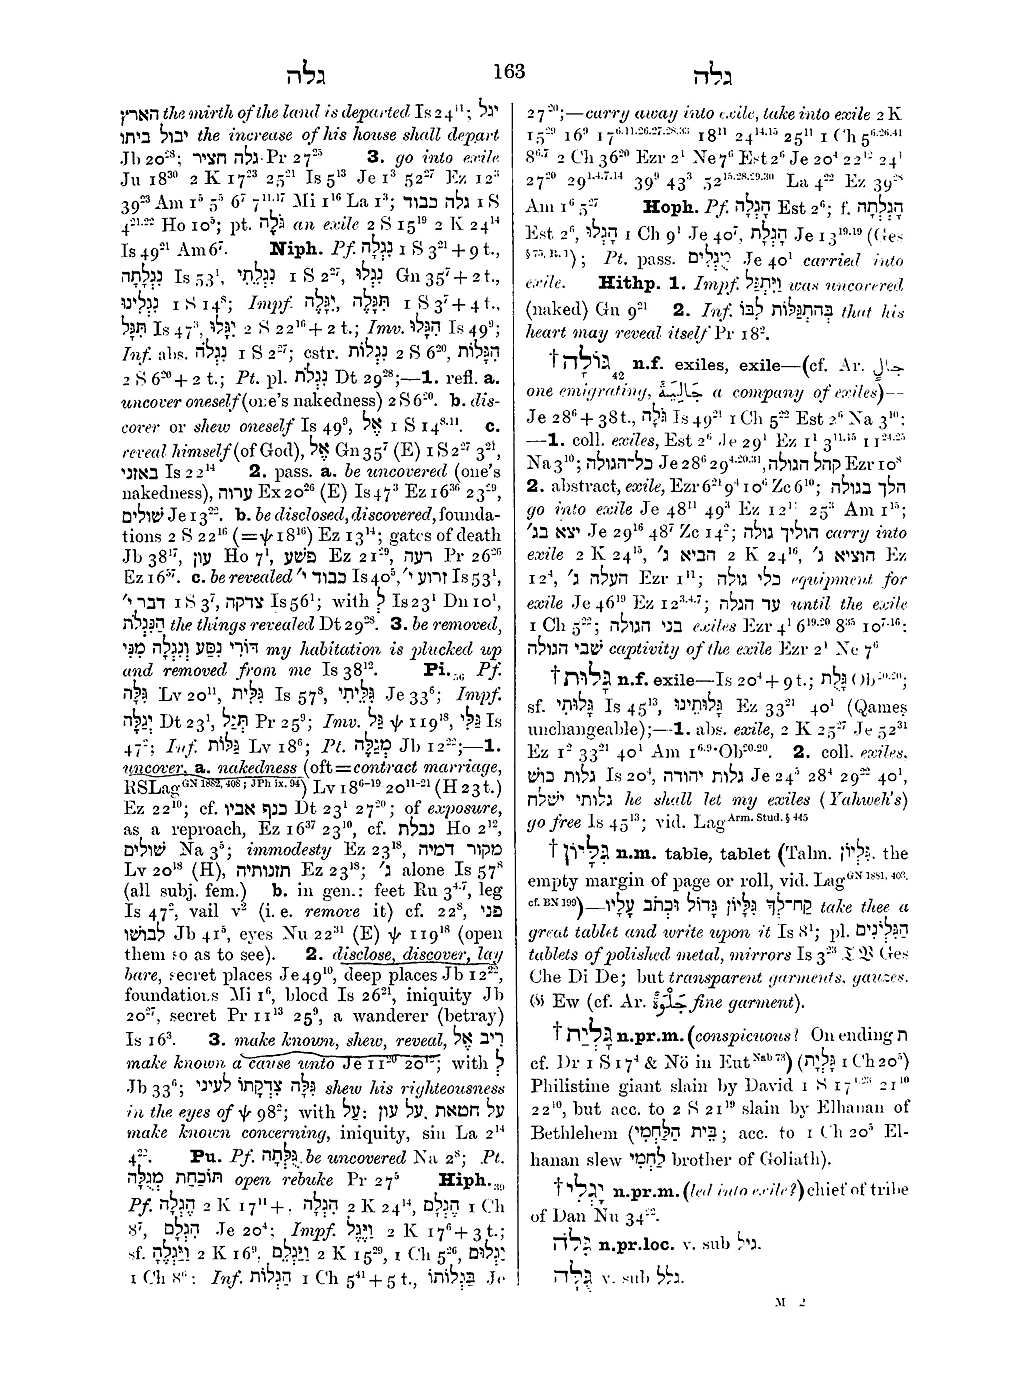 גלה
163
גלה
הארץ the mirth of the land is departed Is 24¹¹; יגל
יבול ביתו the increase of his house shall depart
Jb 20²⁸; גלה חציר Pr 27²⁵ 3. go into exile
Ju 18³⁰ 2 K 17²³ 25²¹ Is 5¹³ Je 1³ 52²⁷ Ez 12³
39²³ Am 1⁵ 5⁵ 6⁷ 7¹¹·¹⁷ Mi 1¹⁶ La 1³; גלה כבוד 1 S
4²¹·²² Ho 10⁵; pt. גֹּלֶה an exile 2 S 15¹⁹ 2 K 24¹⁴
Is 49²¹ Am 6⁷. Niph. Pf. נִגְלָה 1 S 3²¹ + 9 t.,
נִגְלְתָה Is 53¹, נִגְלֵתִי 1 S 2²⁷, נִגְלוּ Gn 35⁷ + 2 t.,
נִגְלִינוּ 1 S 14⁸; Impf. יִגָּלֶה, תִּגָּלֶה 1 S 3⁷ + 4 t.,
תִּגָּל Is 47³, יִגָּלוּ 2 S 22¹⁶ + 2 t.; Imv. הִגָּלוּ Is 49⁹;
Inf. abs. נִגְלֹה 1 S 2²⁷; cstr. נִגְלוֹת 2 S 6²⁰, הִגָּלוֹת
2 S 6²⁰ + 2 t.; Pt. pl. נִגְלֹת Dt 29²⁸;—1. refl. a.
uncover oneself (one's nakedness) 2 S 6²⁰. b. dis-
cover or shew oneself Is 49⁹, אֶל 1 S 14⁸·¹¹. c.
reveal himself (of God), אֶל Gn 35⁷ (E) 1 S 2²⁷ 3²¹,
באזני Is 22¹⁴ 2. pass. a. be uncovered (one's
nakedness), ערוה Ex 20²⁶ (E) Is 47³ Ez 16³⁶ 23²⁹,
שולים Je 13²². b. be disclosed, discovered, founda-
tions 2 S 22¹⁶ (=ψ 18¹⁶) Ez 13¹⁴; gates of death
Jb 38¹⁷, עון Ho 7¹, פשע Ez 21²⁹, רעה Pr 26²⁶
Ez 16⁵⁷. c. be revealed כבוד י׳ Is 40⁵, זרוע י׳ Is 53¹,
דבר י׳ 1 S 3⁷, צדקה Is 56¹; with לְ Is 23¹ Dn 10¹,
הַנִּגְלֹת the things revealed Dt 29²⁸. 3. be removed,
דּוֹרִי נִסַּע וְנִגְלָה מִנִּי my habitation is plucked up
and removed from me Is 38¹². Pi.₅₆ Pf.
גִּלָּה Lv 20¹¹, גִּלִּית Is 57⁸, גִּלֵּיתִי Je 33⁶; Impf.
יְגַלֶּה Dt 23¹, תְּגַל Pr 25⁹; Imv. גַּל ψ 119¹⁸, גַּלִּי Is
47²; Inf. גַּלּוֹת Lv 18⁶; Pt. מְגַלֶּה Jb 12²²;—1.
uncover, a. nakedness (oft = contract marriage,
RSLag GN 1882, 408; JPh ix, 94) Lv 18⁶⁻¹⁹ 20¹¹⁻²¹ (H 23 t.)
Ez 22¹⁰; cf. כנף אביו Dt 23¹ 27²⁰; of exposure,
as a reproach, Ez 16³⁷ 23¹⁰, cf. נבלת Ho 2¹²,
שולים Na 3⁵; immodesty Ez 23¹⁸, מקור דמיה
Lv 20¹⁸ (H), תזנותיה Ez 23¹⁸; ג׳ alone Is 57⁸
(all subj. fem.) b. in gen.: feet Ru 3⁴·⁷, leg
Is 47², vail v² (i. e. remove it) cf. 22⁸, פני
לבושו Jb 41⁵, eyes Nu 22³¹ (E) ψ 119¹⁸ (open
them so as to see). 2. disclose, discover, lay
bare, secret places Je 49¹⁰, deep places Jb 12²²,
foundations Mi 1⁶, blood Is 26²¹, iniquity Jb
20²⁷, secret Pr 11¹³ 25⁹, a wanderer (betray)
Is 16³. 3. make known, shew, reveal, ריב אֶל
make known a cause unto Je 11²⁰ 20¹²; with לְ
Jb 33⁶; גִּלָּה צִדְקָתוֹ לְעֵינֵי shew his righteousness
in the eyes of ψ 98²; with עַל: על עון, על חטאת
make known concerning, iniquity, sin La 2¹⁴
4²². Pu. Pf. גֻּלְּתָה be uncovered Na 2⁸; Pt.
תּוֹכַחַת מְגֻלָּה open rebuke Pr 27⁵ Hiph.₃₉
Pf. הֶגְלָה 2 K 17¹¹ +, הִגְלָה 2 K 24¹⁴, הֶגְלָם 1 Ch
8⁷, הִגְלָם Je 20⁴; Impf. וַיֶּגֶל 2 K 17⁶ + 3 t.;
sf. וַיַּגְלֶהָ 2 K 16⁹, וַיַּגְלֵם 2 K 15²⁹, 1 Ch 5²⁶, יַגְלוּם
1 Ch 8⁶; Inf. הַגְלוֹת 1 Ch 5⁴¹ + 5 t., בַּגְלוֹתוֹ Je
27²⁰;—carry away into exile, take into exile 2 K
15²⁹ 16⁹ 17⁶·¹¹·²⁶·²⁷·²⁸·³³ 18¹¹ 24¹⁴·¹⁵ 25¹¹ 1 Ch 5⁶·²⁶·⁴¹
8⁶·⁷ 2 Ch 36²⁰ Ezr 2¹ Ne 7⁶ Est 2⁶ Je 20⁴ 22¹² 24¹
27²⁰ 29¹·⁴·⁷·¹⁴ 39⁹ 43³ 52¹⁵·²⁸·²⁹·³⁰ La 4²² Ez 39²⁸
Am 1⁶ 5²⁷ Hoph. Pf. הָגְלָה Est 2⁶; f. הָגְלְתָה
Est 2⁶, הָגְלוּ 1 Ch 9¹ Je 40⁷, הָגְלָת Je 13¹⁹·¹⁹ (Ges
§ 75, R. 1); Pt. pass. מֻגְלִים Je 40¹ carried into
exile. Hithp. 1. Impf. וַיִּתְגַּל was uncovered
(naked) Gn 9²¹ 2. Inf. בְּהִתְגַּלּוֹת לִבּוֹ that his
heart may reveal itself Pr 18².
† גּוֹלָה₄₂ n.f. exiles, exile—(cf. Ar. جالٍ
one emigrating, جَالِيَةٌ a company of exiles)—
Je 28⁶ + 38 t., גֹּלָה Is 49²¹ 1 Ch 5²² Est 2⁶ Na 3¹⁰;
—1. coll. exiles, Est 2⁶ Je 29¹ Ez 1¹ 3¹¹·¹⁵ 11²⁴·²⁵
Na 3¹⁰; כל־הגולה Je 28⁶ 29⁴·²⁰·³¹, קהל הגולה Ezr 10⁸
2. abstract, exile, Ezr 6²¹ 9⁴ 10⁶ Zc 6¹⁰; הלך בגולה
go into exile Je 48¹¹ 49³ Ez 12¹¹ 25³ Am 1¹⁵;
יצא בג׳ Je 29¹⁶ 48⁷ Zc 14²; הוליך גולה carry into
exile 2 K 24¹⁵, הביא ג׳ 2 K 24¹⁶, הוציא ג׳ Ez
12⁴, העלה ג׳ Ezr 1¹¹; כלי גולה equipment for
exile Je 46¹⁹ Ez 12³·⁴·⁷; עד הגלה until the exile
1 Ch 5²²; בני הגולה exiles Ezr 4¹ 6¹⁹·²⁰ 8³⁵ 10⁷·¹⁶;
שבי הגולה captivity of the exile Ezr 2¹ Ne 7⁶
† גָּלוּת n.f. exile—Is 20⁴ + 9 t.; גָּלֻת Ob²⁰·²⁰;
sf. גָּלוּתִי Is 45¹³, גָּלוּתֵינוּ Ez 33²¹ 40¹ (Qames
unchangeable);—1. abs. exile, 2 K 25²⁷ Je 52³¹
Ez 1² 33²¹ 40¹ Am 1⁶·⁹ Ob²⁰·²⁰. 2. coll. exiles,
גלות כוש Is 20⁴, גלות יהודה Je 24⁵ 28⁴ 29²² 40¹,
גלותי ישלח he shall let my exiles (Yahweh's)
go free Is 45¹³; vid. Lag Arm. Stud. § 445
† גִּלָּיוֹן n.m. table, tablet (Talm. גִּלָּיוֹן, the
empty margin of page or roll, vid. Lag GN 1881, 403,
cf. BN 199)—קַח־לְךָ גִּלָּיוֹן גָּדוֹל וּכְתֹב עָלָיו take thee a
great tablet and write upon it Is 8¹; pl. הַגִּלְיֹנִים
tablets of polished metal, mirrors Is 3²³ 𝔗 𝔙 Ges
Che Di De; but transparent garments, gauzes,
𝔊 Ew (cf. Ar. جَلْوَةٌ fine garment).
† גָּלְיָת n.pr.m. (conspicuous? On ending ת
cf. Dr 1 S 17⁴ & Nö in Eut Nab 73) (גָּלְיָת 1 Ch 20⁵)
Philistine giant slain by David 1 S 17⁴·²³ 21¹⁰
22¹⁰, but acc. to 2 S 21¹⁹ slain by Elhanan of
Bethlehem (בֵּית הַלַּחְמִי; acc. to 1 Ch 20⁵ El-
hanan slew לַחְמִי brother of Goliath).
† יָגְלִי n.pr.m. (led into exile?) chief of tribe
of Dan Nu 34²².
גִּלֹה n.pr.loc. v. sub גיל.
גֻּלָּה v. sub גלל.
M 2